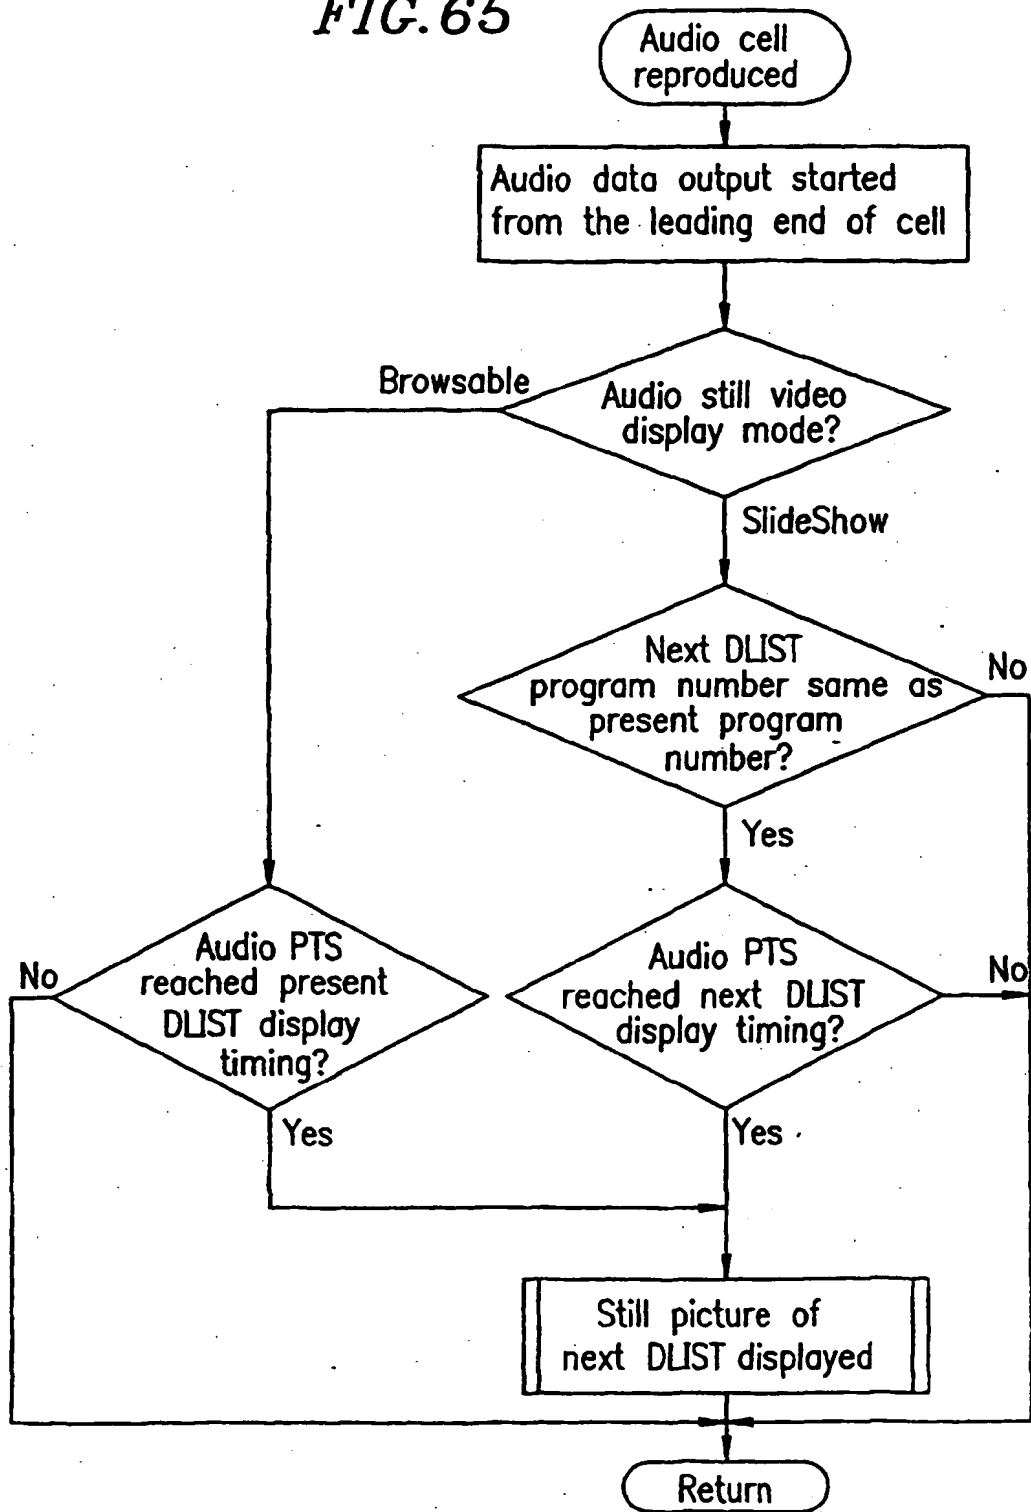 FIG. 65
Audio cell
reproduced
Audio data output started
from the leading end of cell
Browsable
Audio still video
display mode?
SlideShow
Next DLIST
program number same as
present program
number?
No
Yes
Audio PTS
reached present
DLIST display
timing?
No
Yes
Audio PTS
reached next DLIST
display timing?
No
Yes
Still picture of
next DLIST displayed
Return